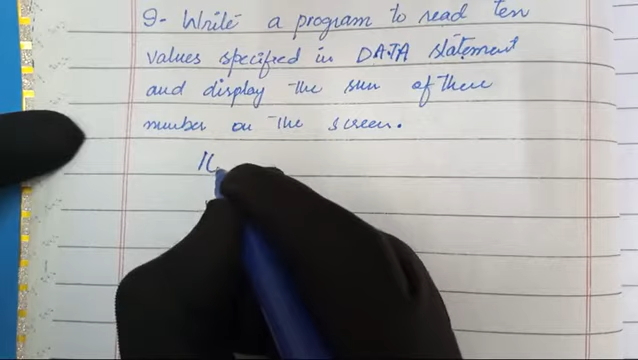 9- Write a program to read ten
values specified in DATA statement
and display the sum of these
number on the screen.